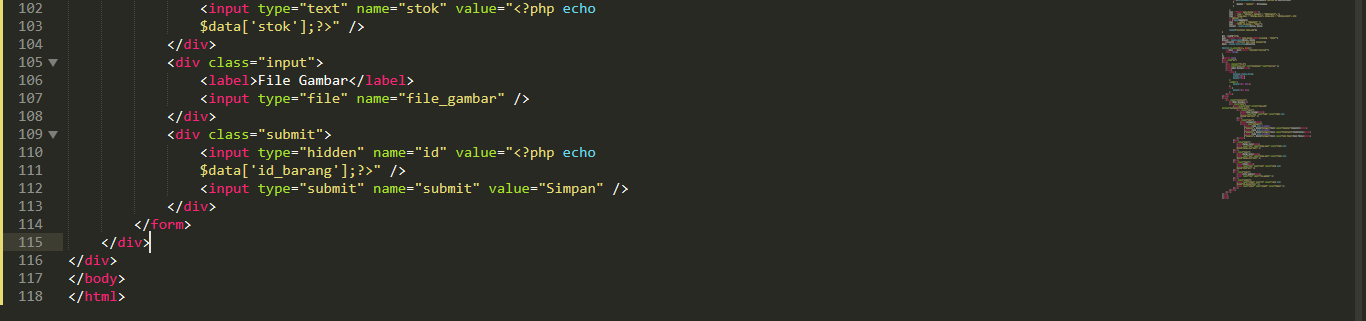 102 <input type="text" name="stok" value="<?php echo
103 $data['stok'];?>" />
104 </div>
105 <div class="input">
106 <label>File Gambar</label>
107 <input type="file" name="file_gambar" />
108 </div>
109 <div class="submit">
110 <input type="hidden" name="id" value="<?php echo
111 $data['id_barang'];?>" />
112 <input type="submit" name="submit" value="Simpan" />
113 </div>
114 </form>
115 </div>
116 </div>
117 </body>
118 </html>